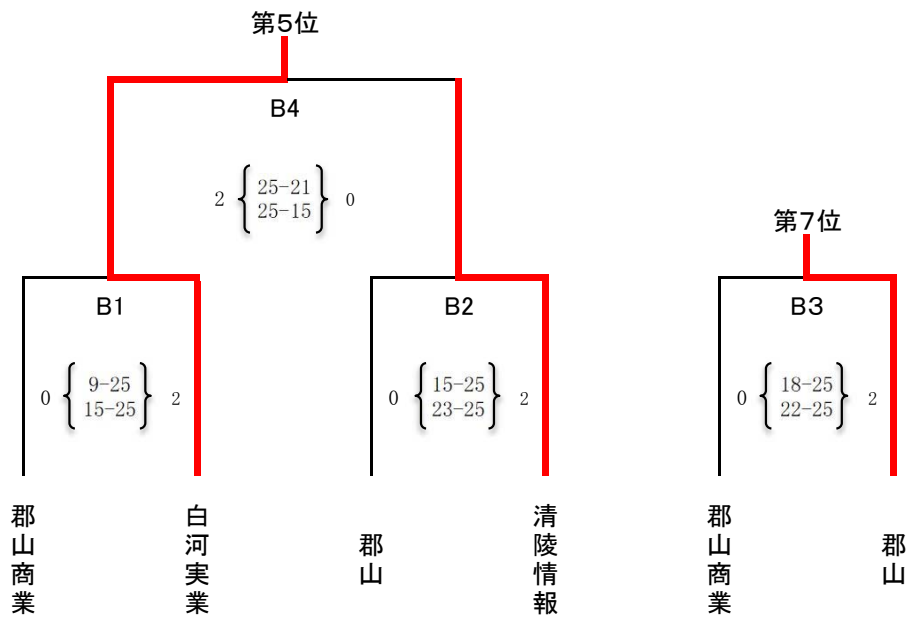 第5位
B4
2 { 25-21 } 0
25-15
第7位
B1
B2
B3
0 { 9-25 } 2
15-25
0 { 15-25 } 2
23-25
0 { 18-25 } 2
22-25
郡山商業
白河実業
郡山
清陵情報
郡山商業
郡山